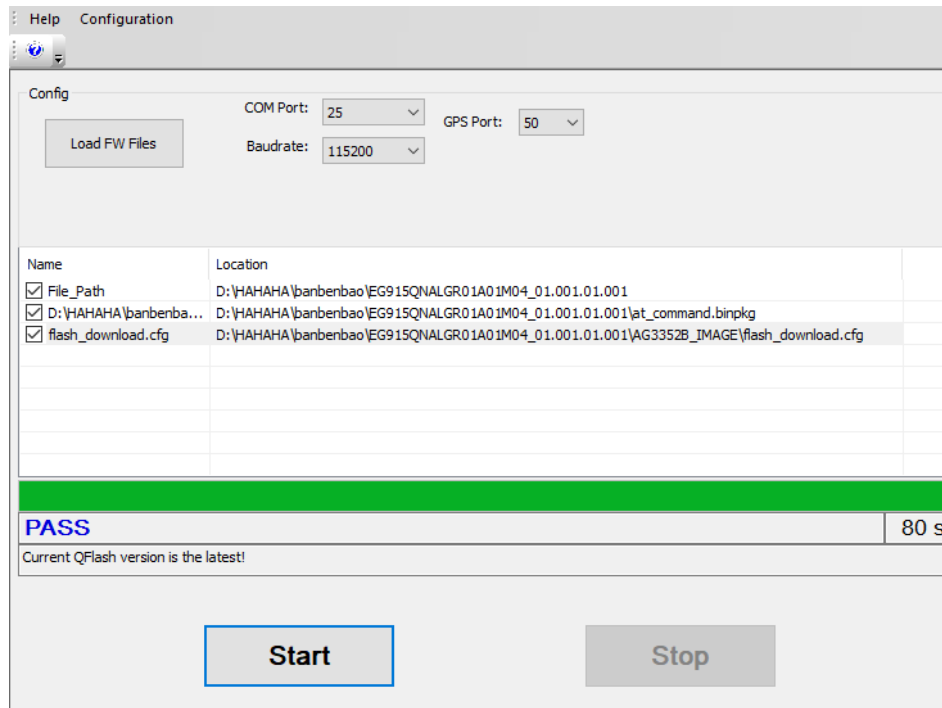 Help Configuration
Config
Load FW Files
COM Port: 25
GPS Port: 50
Baudrate: 115200
Name Location
File_Path D:\HAHAHA\banbenbao\EG915QNALGR01A01M04_01.001.01.001
D:\HAHAHA\banbenba... D:\HAHAHA\banbenbao\EG915QNALGR01A01M04_01.001.01.001\at_command.binpkg
flash_download.cfg D:\HAHAHA\banbenbao\EG915QNALGR01A01M04_01.001.01.001\AG3352B_IMAGE\flash_download.cfg
PASS 80 s
Current QFlash version is the latest!
Start Stop